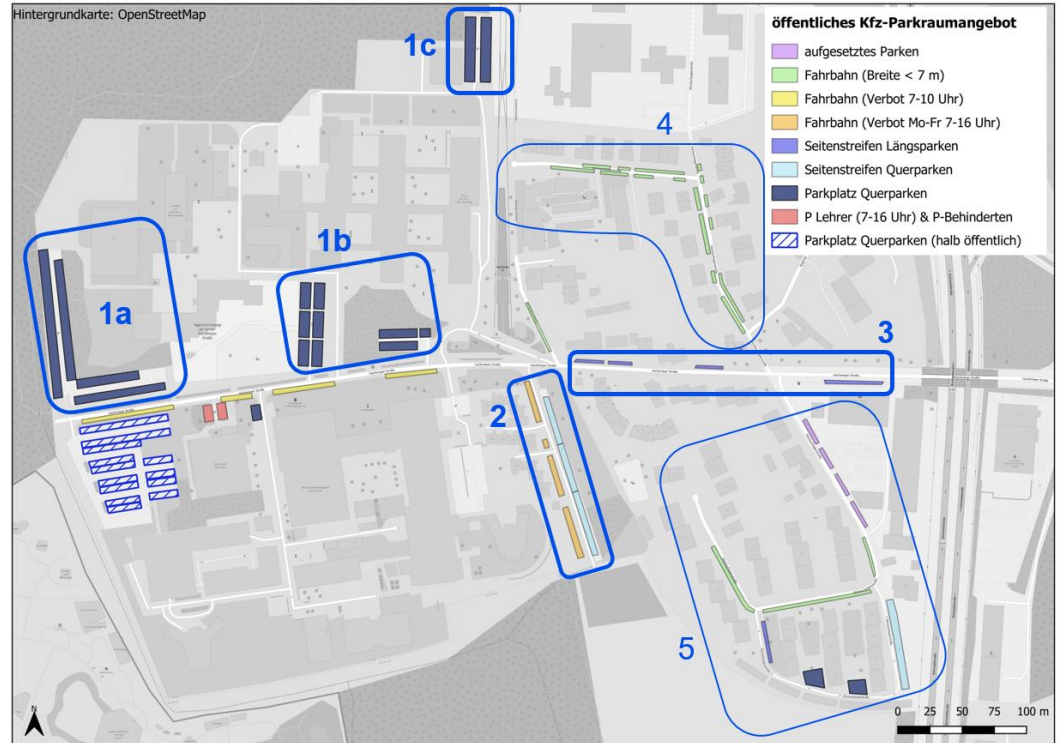 Hintergrundkarte: OpenStreetMap
öffentliches Kfz-Parkraumangebot
aufgesetztes Parken
Fahrbahn (Breite < 7 m)
Fahrbahn (Verbot 7-10 Uhr)
Fahrbahn (Verbot Mo-Fr 7-16 Uhr)
Seitenstreifen Längsparken
Seitenstreifen Querparken
Parkplatz Querparken
P Lehrer (7-16 Uhr) & P-Behinderten
Parkplatz Querparken (halb öffentlich)
1c
4
1b
1a
3
2
5
N
0 25 50 75 100 m